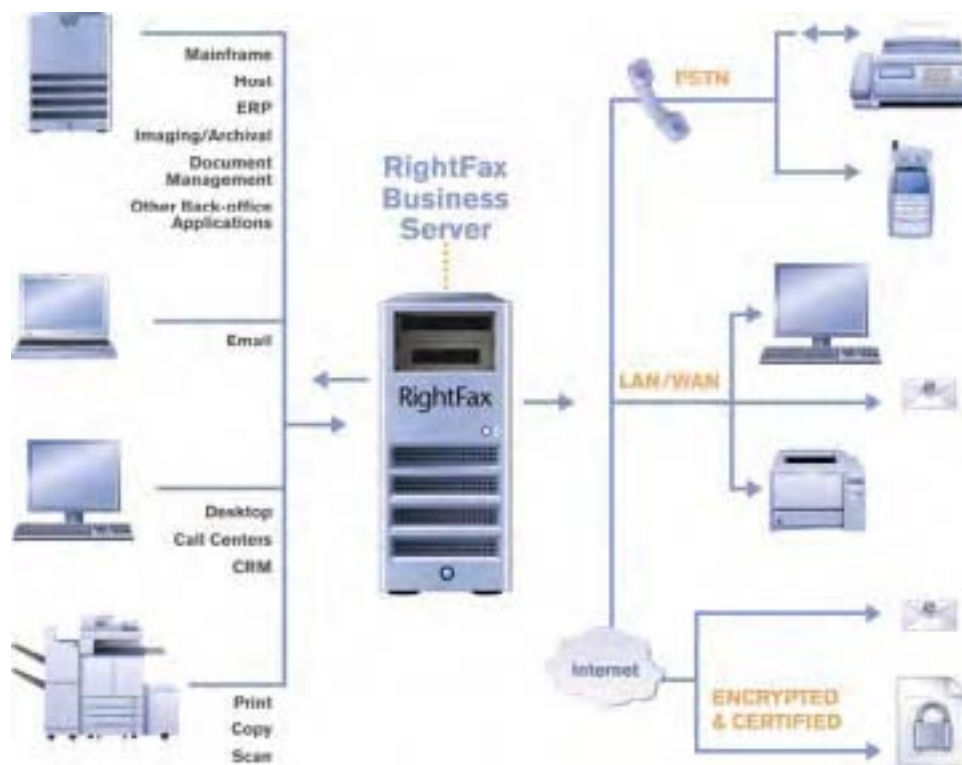 Mainframe
Host
ERP
Imaging/Archival
Document
Management
Other Back-office
Applications
Email
Desktop
Call Centers
CRM
Print
Copy
Scan
RightFax
Business
Server
RightFax
PSTN
LAN/WAN
Internet
ENCRYPTED
& CERTIFIED